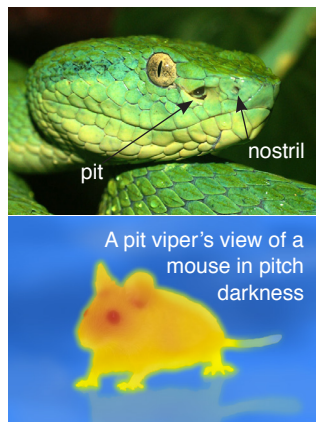 nostril
pit
A pit viper's view of a
mouse in pitch
darkness